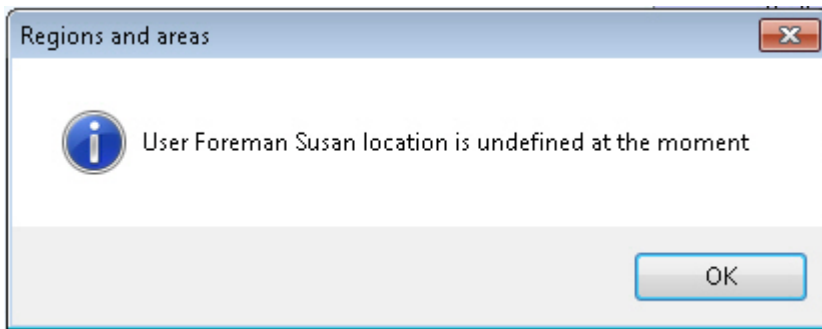 Regions and areas
User Foreman Susan location is undefined at the moment
OK